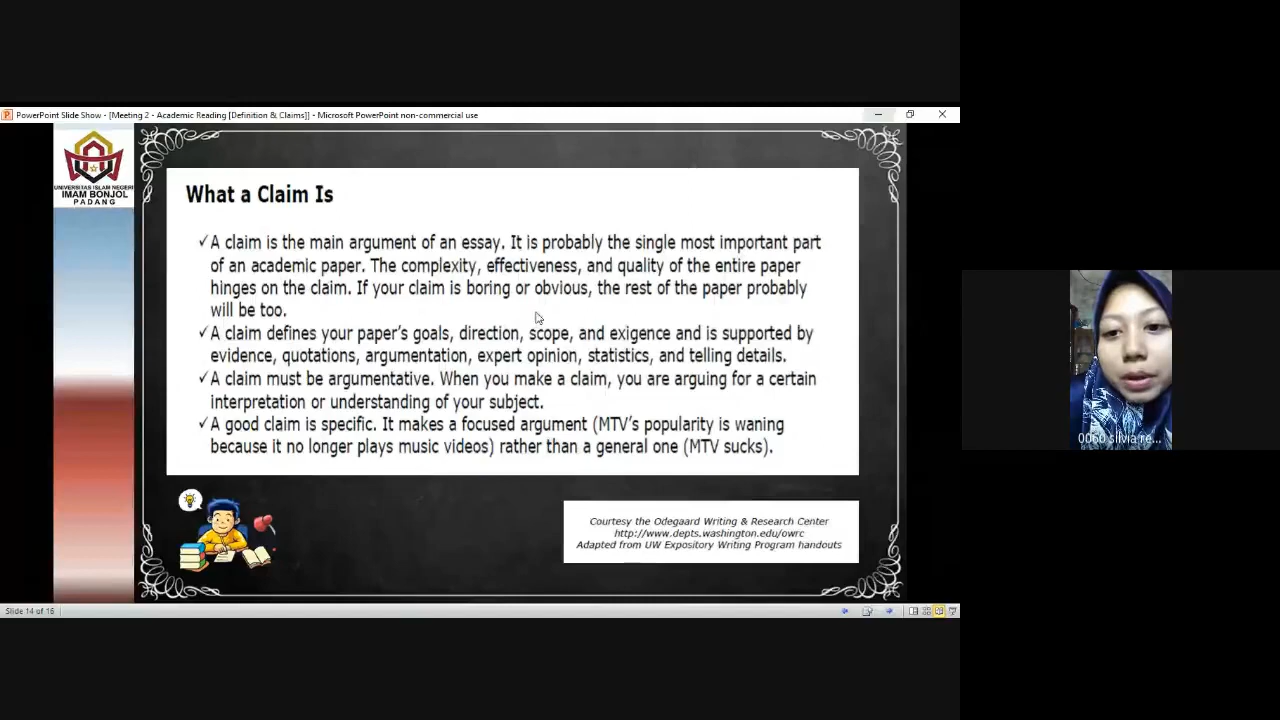 PowerPoint Slide Show - [Meeting 2 - Academic Reading [Definition & Claims]] - Microsoft PowerPoint non-commercial use
UNIVERSITAS ISLAM NEGERI
IMAM BONJOL
PADANG
What a Claim Is
✓A claim is the main argument of an essay. It is probably the single most important part
of an academic paper. The complexity, effectiveness, and quality of the entire paper
hinges on the claim. If your claim is boring or obvious, the rest of the paper probably
will be too.
✓A claim defines your paper's goals, direction, scope, and exigence and is supported by
evidence, quotations, argumentation, expert opinion, statistics, and telling details.
✓A claim must be argumentative. When you make a claim, you are arguing for a certain
interpretation or understanding of your subject.
✓A good claim is specific. It makes a focused argument (MTV's popularity is waning
because it no longer plays music videos) rather than a general one (MTV sucks).
Courtesy the Odegaard Writing & Research Center
http://www.depts.washington.edu/owrc
Adapted from UW Expository Writing Program handouts
Slide 14 of 16
silvia re...